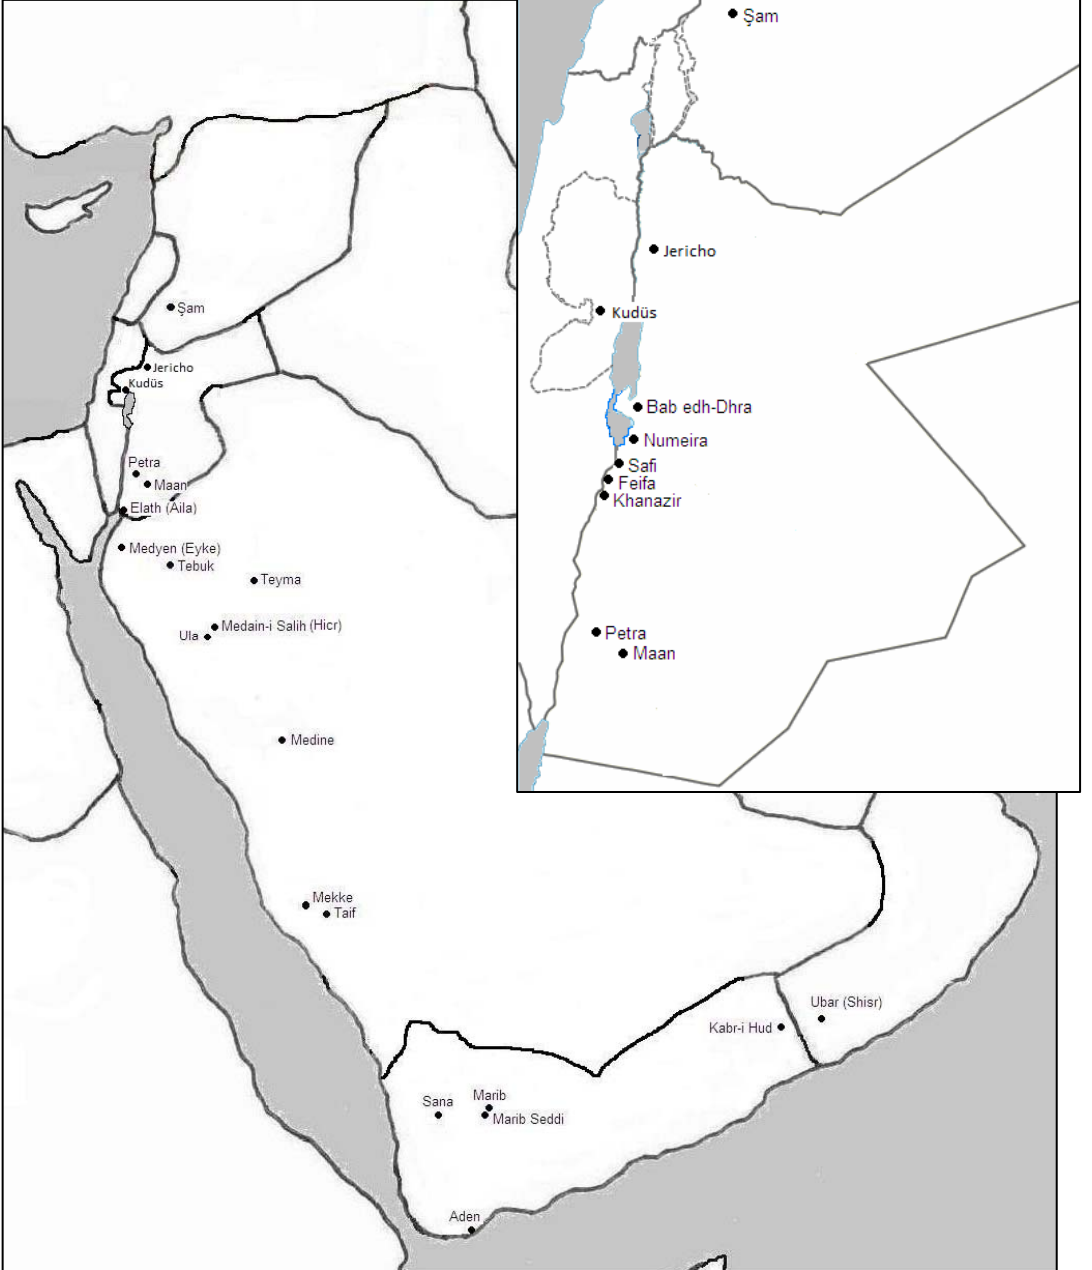 Şam
Jericho
Kudüs
Bab edh-Dhra
Numeira
Safi
Feifa
Khanazir
Petra
Maan
Şam
Jericho
Kudüs
Petra
Maan
Elath (Aila)
Medyen (Eyke)
Tebuk
Teyma
Medain-i Salih (Hicr)
Ula
Medine
Mekke
Taif
Ubar (Shisr)
Kabr-i Hud
Sana
Marib
Marib Seddi
Aden